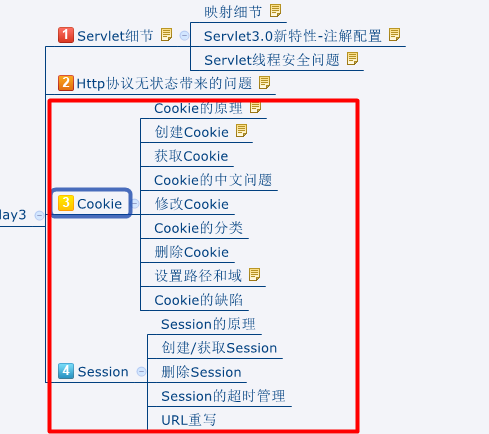 映射细节
1 Servlet细节
Servlet3.0新特性-注解配置
Servlet线程安全问题
2 Http协议无状态带来的问题
Cookie的原理
创建Cookie
获取Cookie
Cookie的中文问题
3 Cookie
修改Cookie
Cookie的分类
删除Cookie
设置路径和域
Cookie的缺陷
Session的原理
创建/获取Session
4 Session
删除Session
Session的超时管理
URL重写